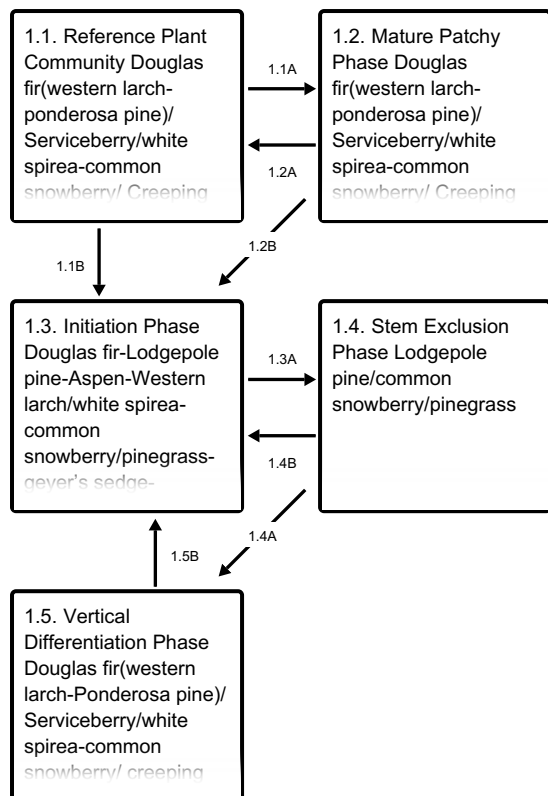 1.1. Reference Plant
Community Douglas
fir(western larch-
ponderosa pine)/
Serviceberry/white
spirea-common
snowberry/ Creeping
1.1A
1.2. Mature Patchy
Phase Douglas
fir(western larch-
ponderosa pine)/
Serviceberry/white
spirea-common
snowberry/ Creeping
1.2A
1.2B
1.1B
1.3. Initiation Phase
Douglas fir-Lodgepole
pine-Aspen-Western
larch/white spirea-
common
snowberry/pinegrass-
geyer's sedge-
1.3A
1.4. Stem Exclusion
Phase Lodgepole
pine/common
snowberry/pinegrass
1.4B
1.4A
1.5B
1.5. Vertical
Differentiation Phase
Douglas fir(western
larch-Ponderosa pine)/
Serviceberry/white
spirea-common
snowberry/ creeping